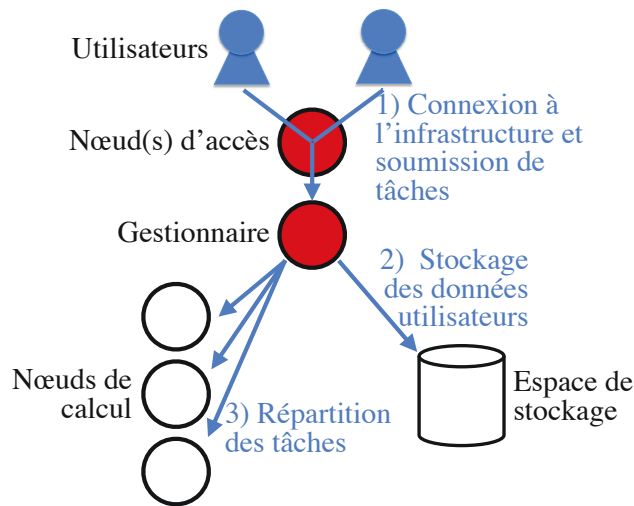 Utilisateurs
1) Connexion à
l'infrastructure et
soumission de
tâches
Nœud(s) d'accès
Gestionnaire
2) Stockage
des données
utilisateurs
Nœuds de
calcul
3) Répartition
des tâches
Espace de
stockage